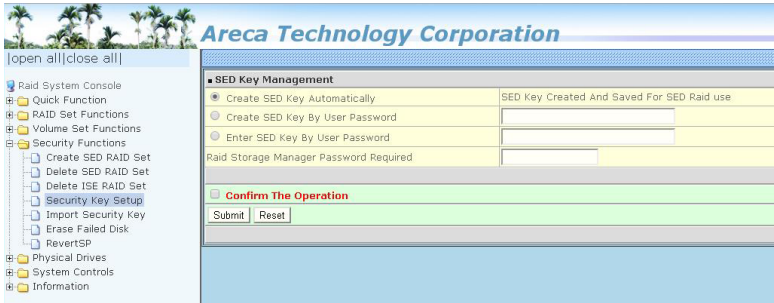 Areca Technology Corporation
|open all|close all|
Raid System Console
Quick Function
RAID Set Functions
Volume Set Functions
Security Functions
Create SED RAID Set
Delete SED RAID Set
Delete ISE RAID Set
Security Key Setup
Import Security Key
Erase Failed Disk
RevertSP
Physical Drives
System Controls
Information
SED Key Management
Create SED Key Automatically SED Key Created And Saved For SED Raid use
Create SED Key By User Password
Enter SED Key By User Password
Raid Storage Manager Password Required
Confirm The Operation
Submit Reset